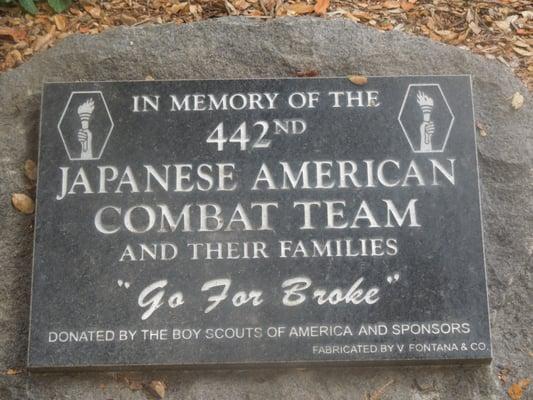 IN MEMORY OF THE
442ND
JAPANESE AMERICAN
COMBAT TEAM
AND THEIR FAMILIES
"Go For Broke"
DONATED BY THE BOY SCOUTS OF AMERICA AND SPONSORS
FABRICATED BY V. FONTANA & CO.